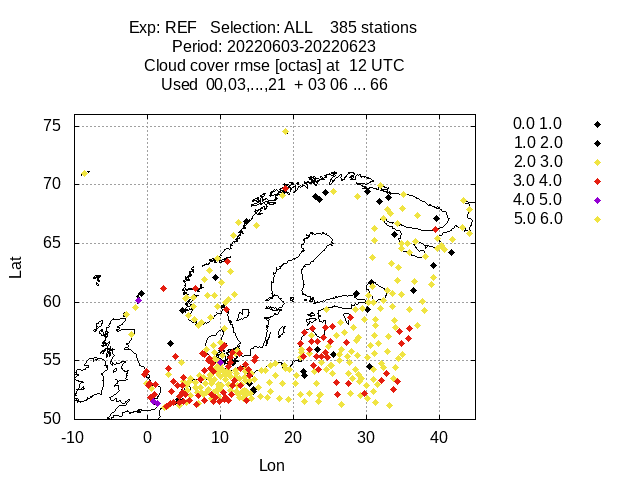 Exp: REF   Selection: ALL    385 stations
Period: 20220603-20220623
Cloud cover rmse [octas] at  12 UTC
Used  00,03,...,21  + 03 06 ... 66
75
70
65
60
55
50
Lat
-10 0 10 20 30 40
Lon
0.0 1.0
1.0 2.0
2.0 3.0
3.0 4.0
4.0 5.0
5.0 6.0